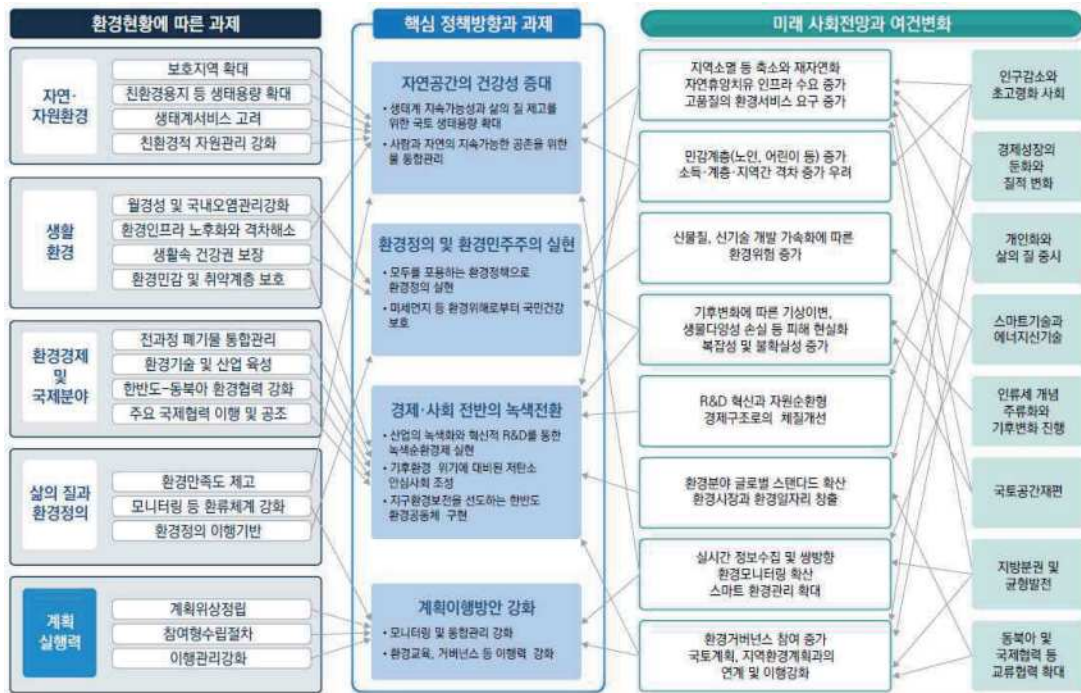 환경현황에 따른 과제
자연·
자원환경
보호지역 확대
친환경용지 등 생태용량 확대
생태계서비스 고려
친환경적 자원관리 강화
생활
환경
월경성 및 국내오염관리강화
환경인프라 노후화와 격차해소
생활속 건강권 보장
환경민감 및 취약계층 보호
환경경제
및
국제분야
전과정 폐기물 통합관리
환경기술 및 산업 육성
한반도-동북아 환경협력 강화
주요 국제협력 이행 및 공조
삶의 질과
환경정의
환경만족도 제고
모니터링 등 환류체계 강화
환경정의 이행기반
계획
실행력
계획위상정립
참여형수립절차
이행관리강화
핵심 정책방향과 과제
자연공간의 건강성 증대
• 생태계 지속가능성과 삶의 질 제고를
위한 국토 생태용량 확대
• 사람과 자연의 지속가능한 공존을 위한
물 통합관리
환경정의 및 환경민주주의 실현
• 모두를 포용하는 환경정책으로
환경정의 실현
• 미세먼지 등 환경위해로부터 국민건강
보호
경제·사회 전반의 녹색전환
• 산업의 녹색화와 혁신적 R&D를 통한
녹색순환경제 실현
• 기후환경 위기에 대비된 저탄소
안심사회 조성
• 지구환경보전을 선도하는 한반도
환경공동체 구현
계획이행방안 강화
• 모니터링 및 통합관리 강화
• 환경교육, 거버넌스 등 이행력 강화
미래 사회전망과 여건변화
지역소멸 등 축소와 재자연화
자연휴양치유 인프라 수요 증가
고품질의 환경서비스 요구 증가
민감계층(노인, 어린이 등) 증가
소득·계층·지역간 격차 증가 우려
신물질, 신기술 개발 가속화에 따른
환경위험 증가
기후변화에 따른 기상이변,
생물다양성 손실 등 피해 현실화
복잡성 및 불확실성 증가
R&D 혁신과 자원순환형
경제구조로의 체질개선
환경분야 글로벌 스탠다드 확산
환경시장과 환경일자리 창출
실시간 정보수집 및 쌍방향
환경모니터링 확산
스마트 환경관리 확대
환경거버넌스 참여 증가
국토계획, 지역환경계획과의
연계 및 이행강화
인구감소와
초고령화 사회
경제성장의
둔화와
질적 변화
개인화와
삶의 질 중시
스마트기술과
에너지신기술
인류세 개념
주류화와
기후변화 진행
국토공간재편
지방분권 및
균형발전
동북아 및
국제협력 등
교류협력 확대